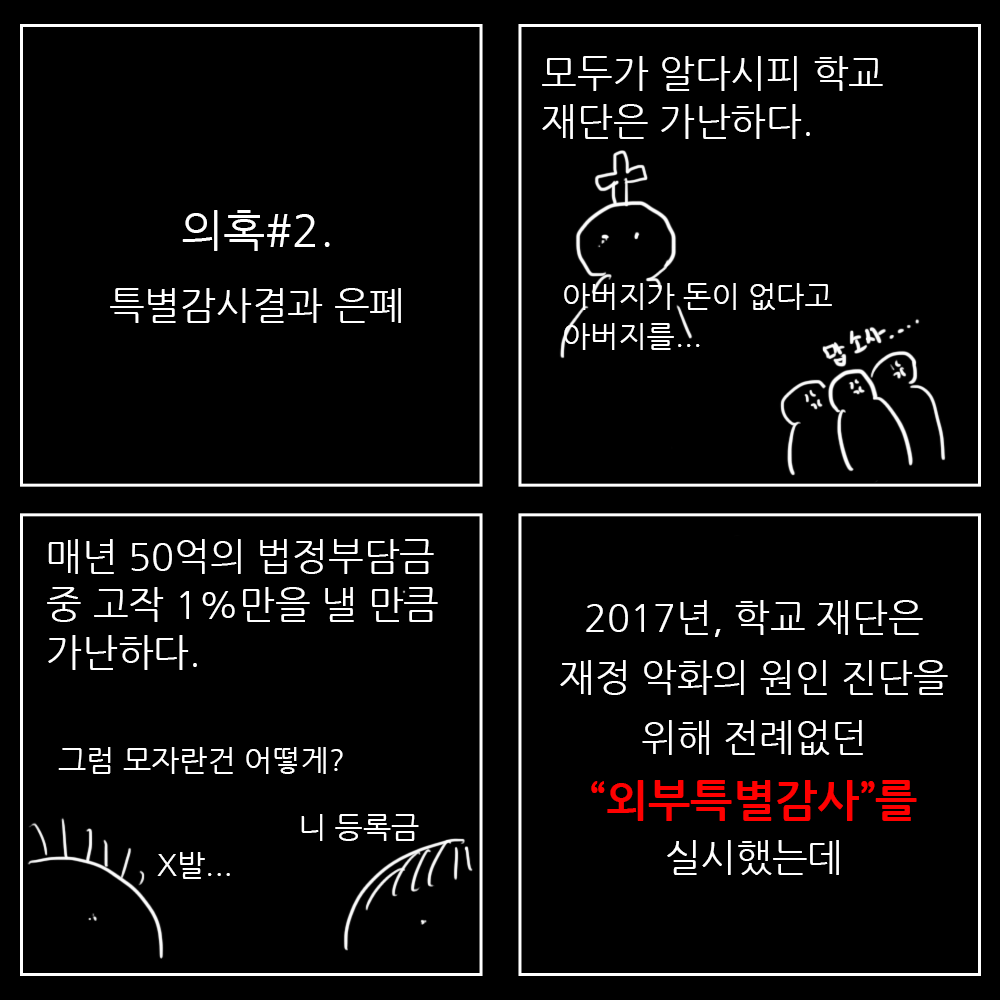 의혹#2.
특별감사결과 은폐
모두가 알다시피 학교
재단은 가난하다.
아버지가 돈이 없다고
아버지를...
맙소사....
매년 50억의 법정부담금
중 고작 1%만을 낼 만큼
가난하다.
그럼 모자란건 어떻게?
니 등록금
, X발...
2017년, 학교 재단은
재정 악화의 원인 진단을
위해 전례없던
“외부특별감사”를
실시했는데